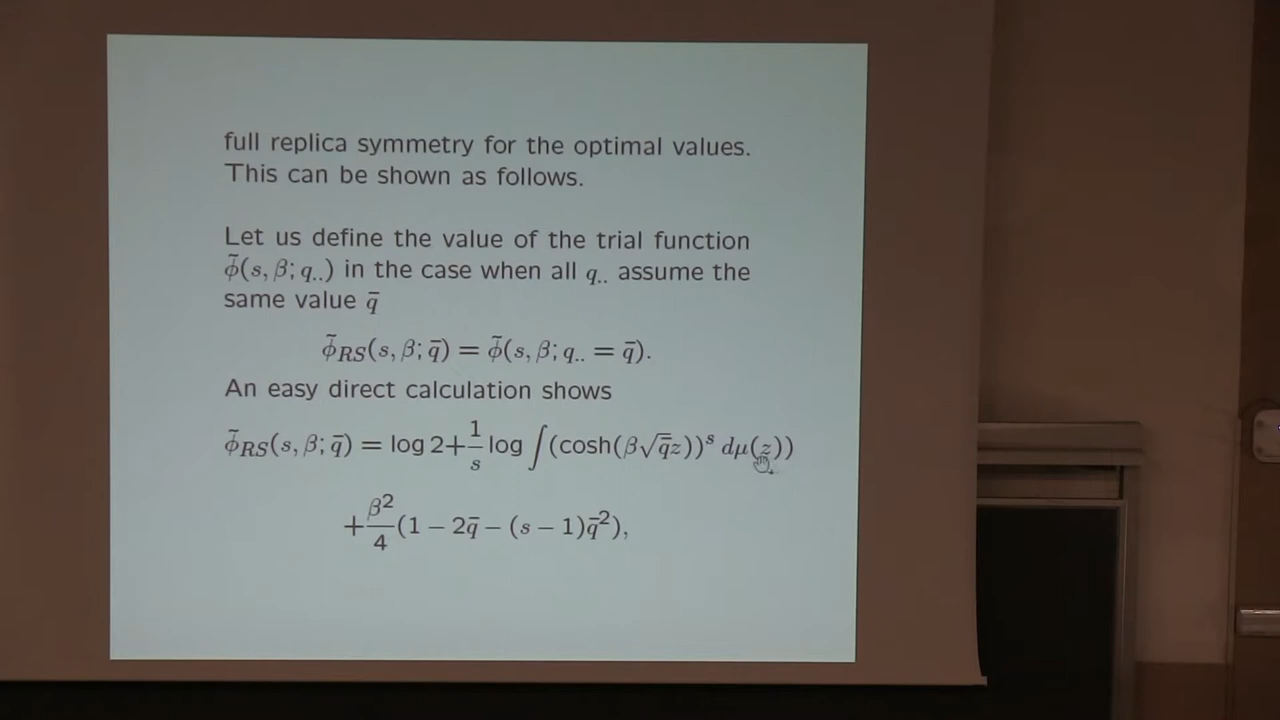 full replica symmetry for the optimal values.
This can be shown as follows.
Let us define the value of the trial function
φ̃(s, β; q..) in the case when all q.. assume the
same value q̄
φ̃_RS(s, β; q̄) = φ̃(s, β; q.. = q̄).
An easy direct calculation shows
φ̃_RS(s, β; q̄) = log 2 + 1/s log ∫(cosh(β√q̄z))^s dμ(z))
+ β²/4 (1 − 2q̄ − (s − 1)q̄²),